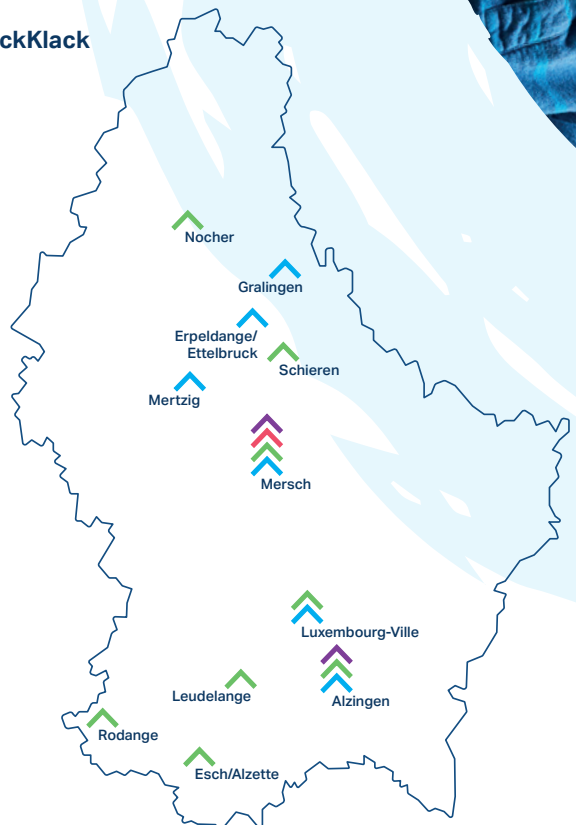 ckKlack
Nocher
Gralingen
Erpeldange/
Ettelbruck
Schieren
Mertzig
Mersch
Luxembourg-Ville
Alzingen
Leudelange
Rodange
Esch/Alzette